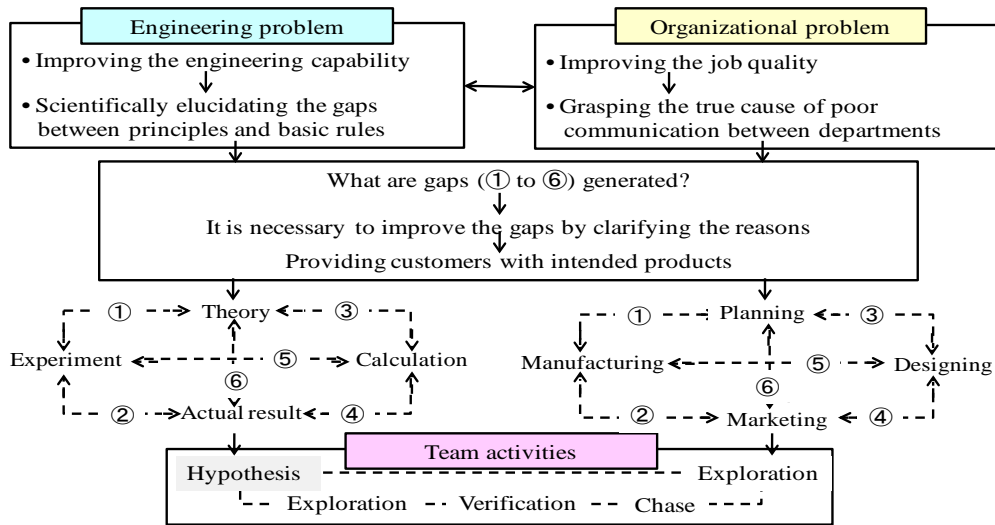 Engineering problem
• Improving the engineering capability
• Scientifically elucidating the gaps
between principles and basic rules
Organizational problem
• Improving the job quality
• Grasping the true cause of poor
communication between departments
What are gaps (① to ⑥) generated?
It is necessary to improve the gaps by clarifying the reasons
Providing customers with intended products
① Theory ③
Experiment ⑤ Calculation
⑥
② Actual result ④
① Planning ③
Manufacturing ⑤ Designing
⑥
② Marketing ④
Team activities
Hypothesis Exploration
Exploration Verification Chase